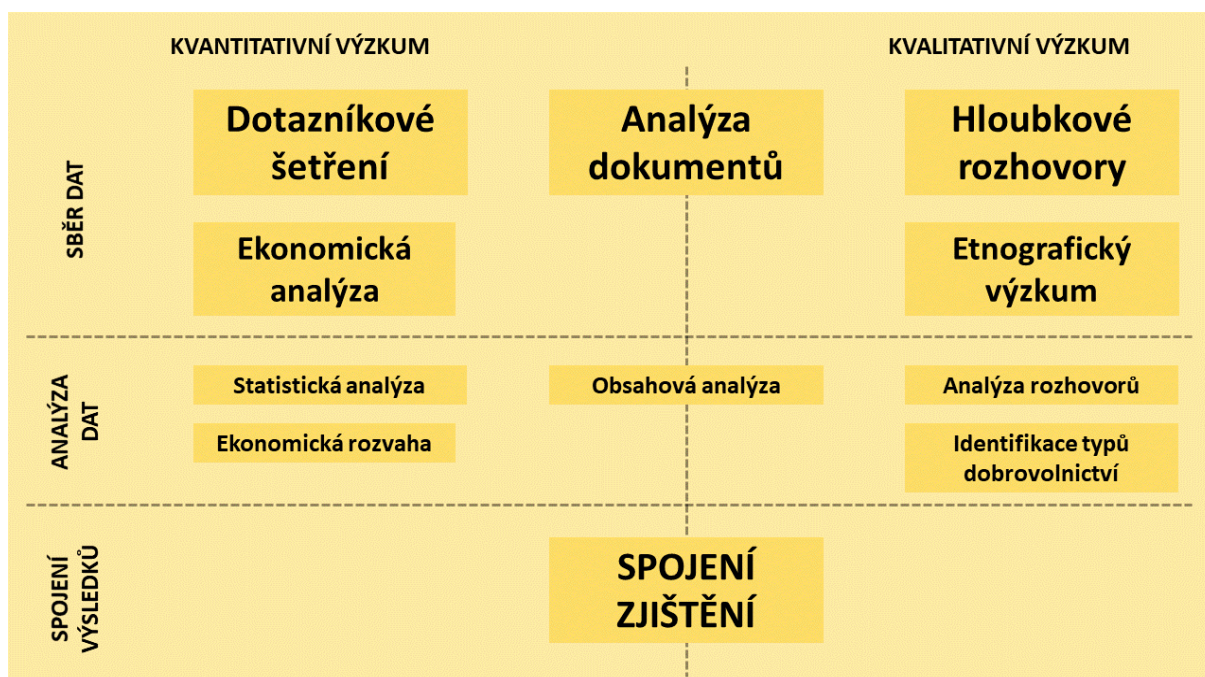 KVANTITATIVNÍ VÝZKUM
KVALITATIVNÍ VÝZKUM
SBĚR DAT
Dotazníkové
šetření
Analýza
dokumentů
Hloubkové
rozhovory
Ekonomická
analýza
Etnografický
výzkum
ANALÝZA
DAT
Statistická analýza
Obsahová analýza
Analýza rozhovorů
Ekonomická rozvaha
Identifikace typů
dobrovolnictví
SPOJENÍ
VÝSLEDKŮ
SPOJENÍ
ZJIŠTĚNÍ